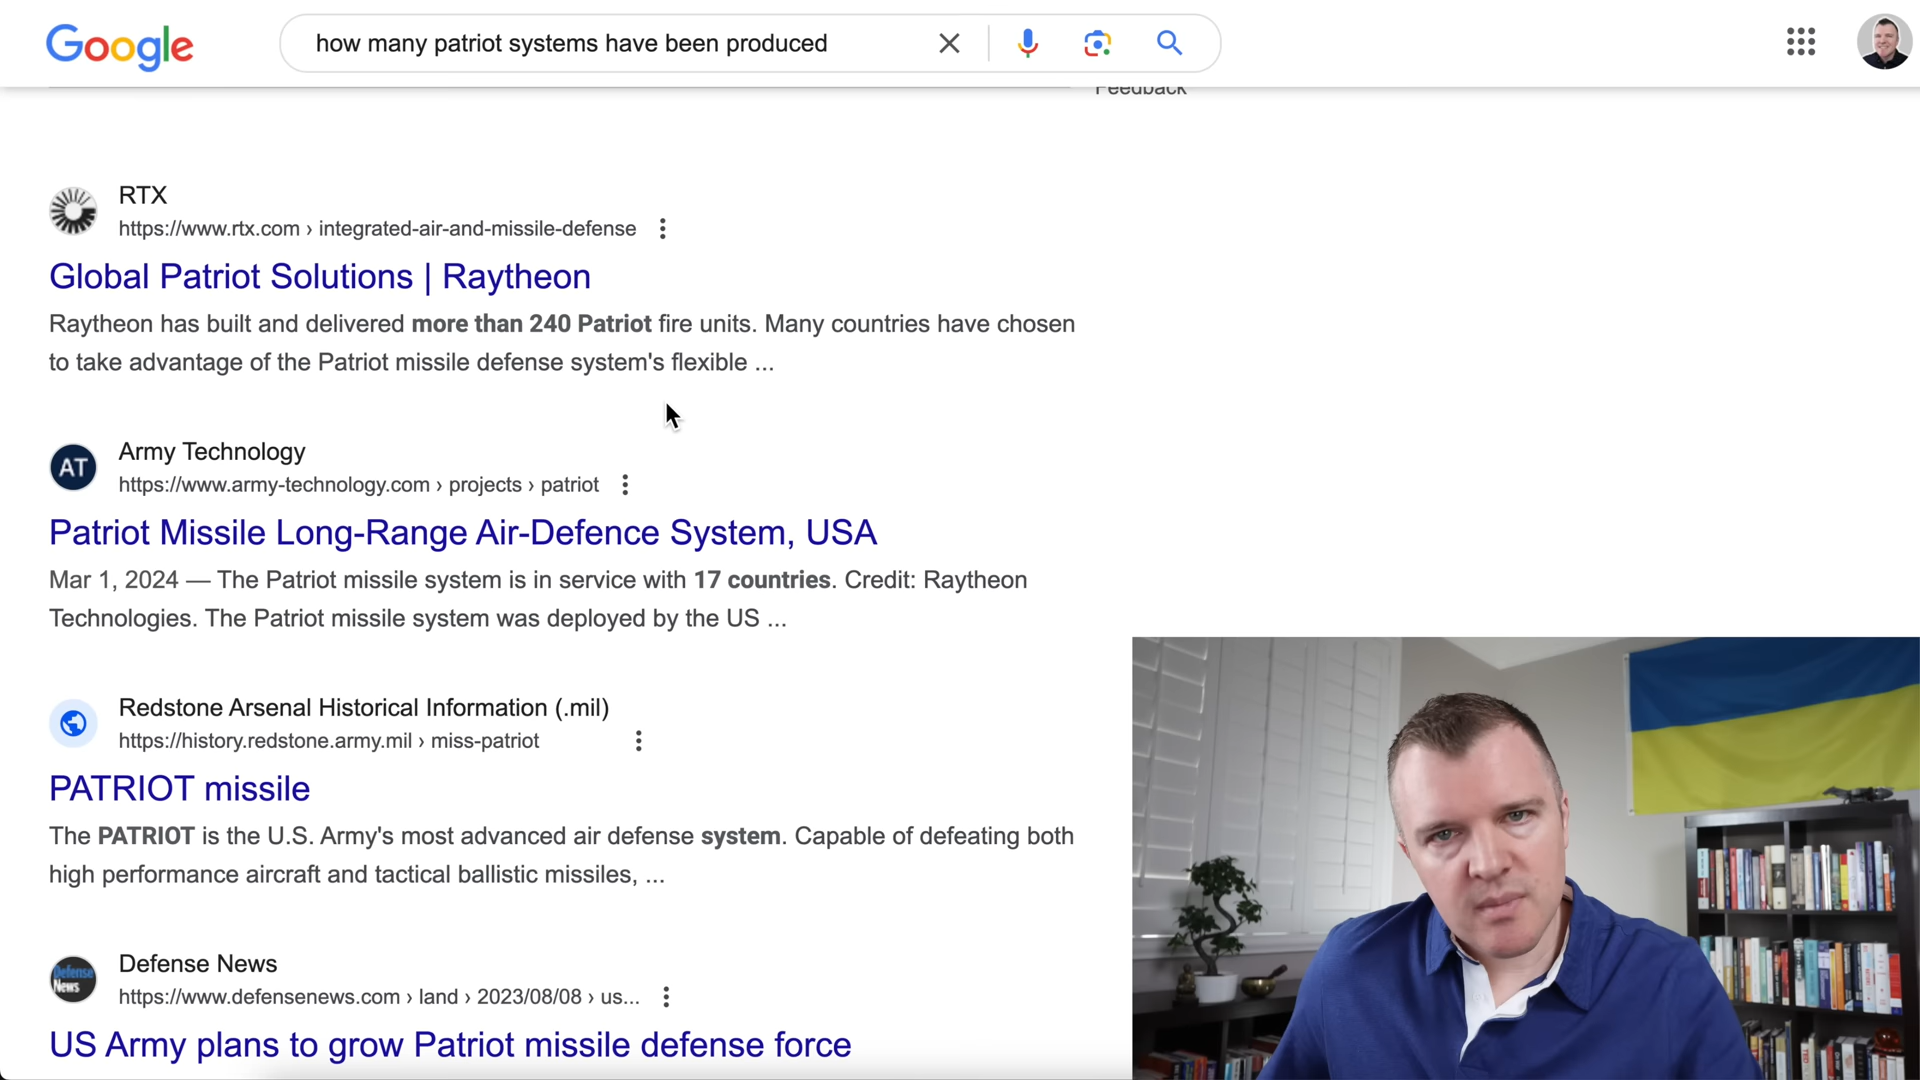 Google
how many patriot systems have been produced
Feedback
RTX
https://www.rtx.com › integrated-air-and-missile-defense
Global Patriot Solutions | Raytheon
Raytheon has built and delivered more than 240 Patriot fire units. Many countries have chosen
to take advantage of the Patriot missile defense system's flexible ...
AT
Army Technology
https://www.army-technology.com › projects › patriot
Patriot Missile Long-Range Air-Defence System, USA
Mar 1, 2024 — The Patriot missile system is in service with 17 countries. Credit: Raytheon
Technologies. The Patriot missile system was deployed by the US ...
Redstone Arsenal Historical Information (.mil)
https://history.redstone.army.mil › miss-patriot
PATRIOT missile
The PATRIOT is the U.S. Army's most advanced air defense system. Capable of defeating both
high performance aircraft and tactical ballistic missiles, ...
Defense
News
Defense News
https://www.defensenews.com › land › 2023/08/08 › us...
US Army plans to grow Patriot missile defense force